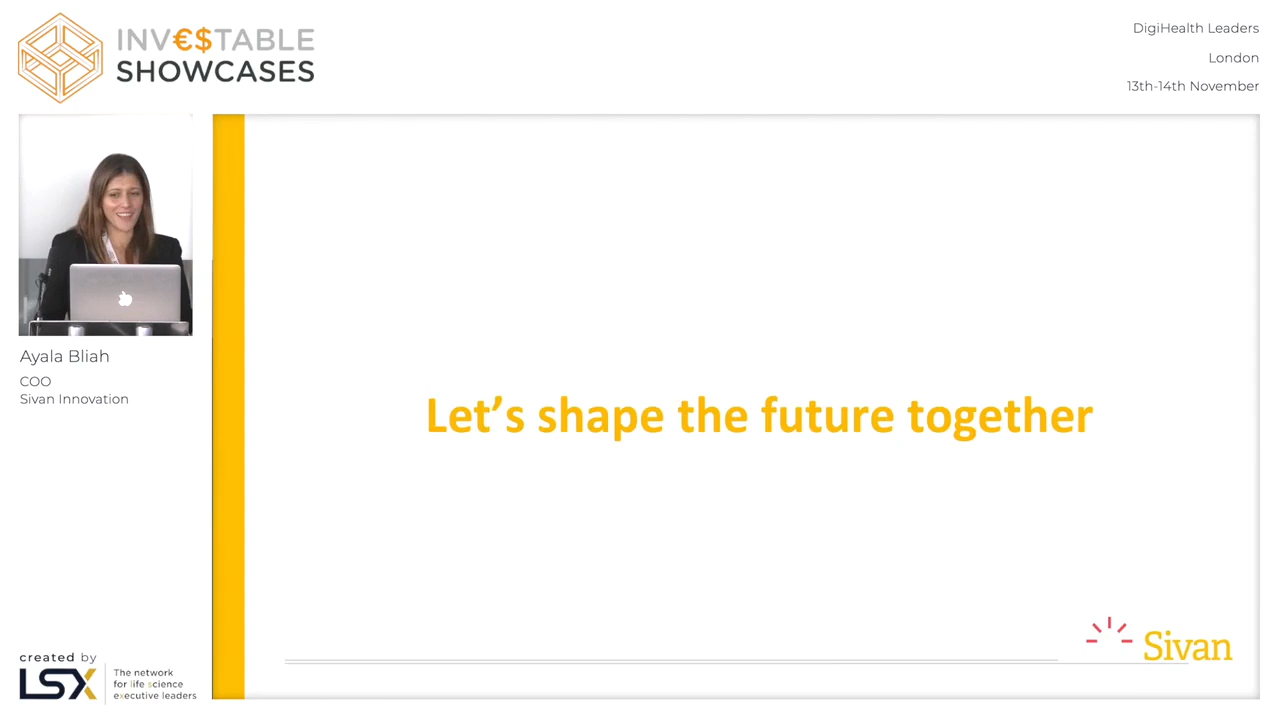 INV€$TABLE
SHOWCASES
DigiHealth Leaders
London
13th-14th November
Ayala Bliah
COO
Sivan Innovation
Let’s shape the future together
Sivan
created by
LSX
The network
for life science
executive leaders